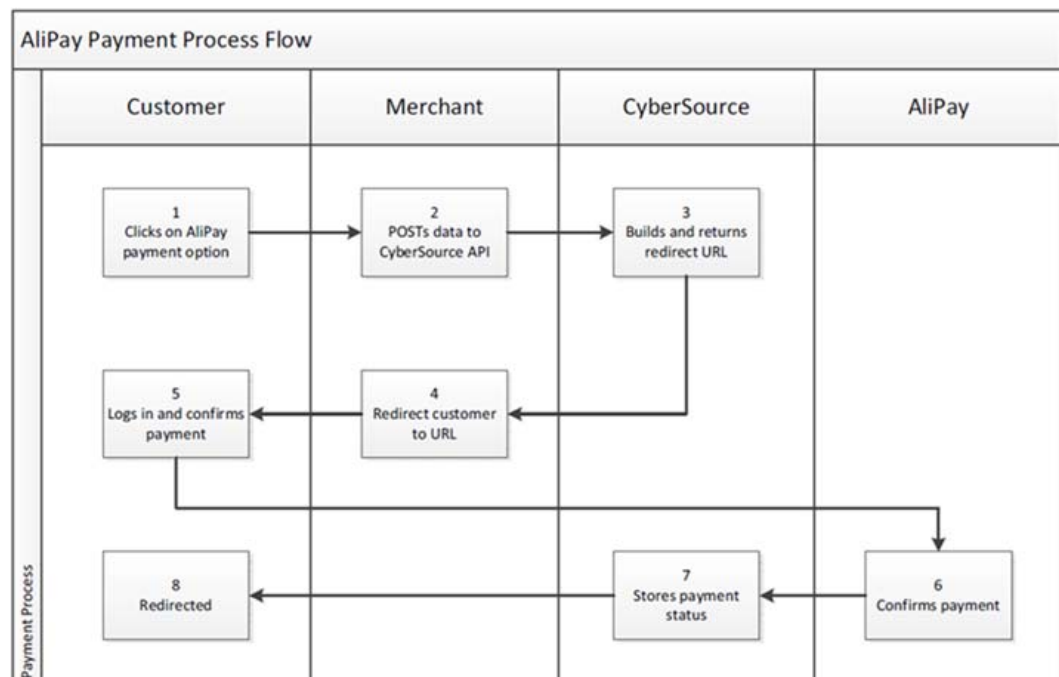 AliPay Payment Process Flow
Customer
Merchant
CyberSource
AliPay
1
Clicks on AliPay
payment option
2
POSTs data to
CyberSource API
3
Builds and returns
redirect URL
5
Logs in and confirms
payment
4
Redirect customer
to URL
8
Redirected
7
Stores payment
status
6
Confirms payment
Payment Process